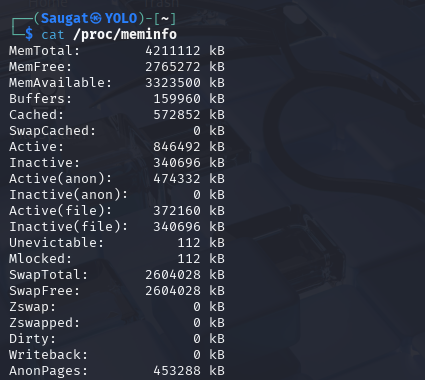 ┌──(Saugat㉿YOLO)-[~]
└─$ cat /proc/meminfo
MemTotal:        4211112 kB
MemFree:         2765272 kB
MemAvailable:    3323500 kB
Buffers:          159960 kB
Cached:           572852 kB
SwapCached:            0 kB
Active:           846492 kB
Inactive:         340696 kB
Active(anon):     474332 kB
Inactive(anon):        0 kB
Active(file):     372160 kB
Inactive(file):   340696 kB
Unevictable:         112 kB
Mlocked:             112 kB
SwapTotal:       2604028 kB
SwapFree:        2604028 kB
Zswap:                 0 kB
Zswapped:              0 kB
Dirty:                 0 kB
Writeback:             0 kB
AnonPages:        453288 kB